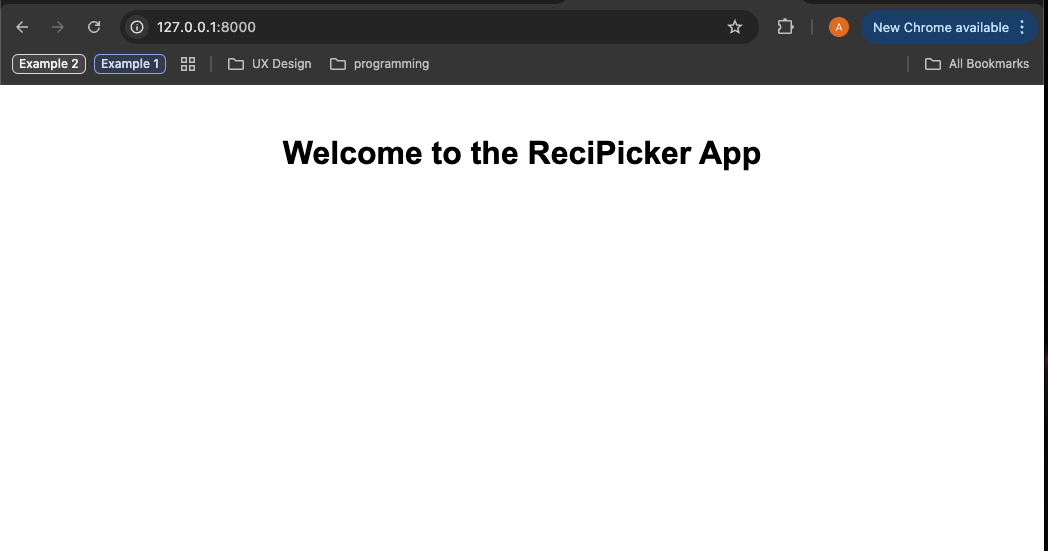 127.0.0.1:8000
A
New Chrome available
Example 2 Example 1 UX Design programming All Bookmarks
Welcome to the ReciPicker App